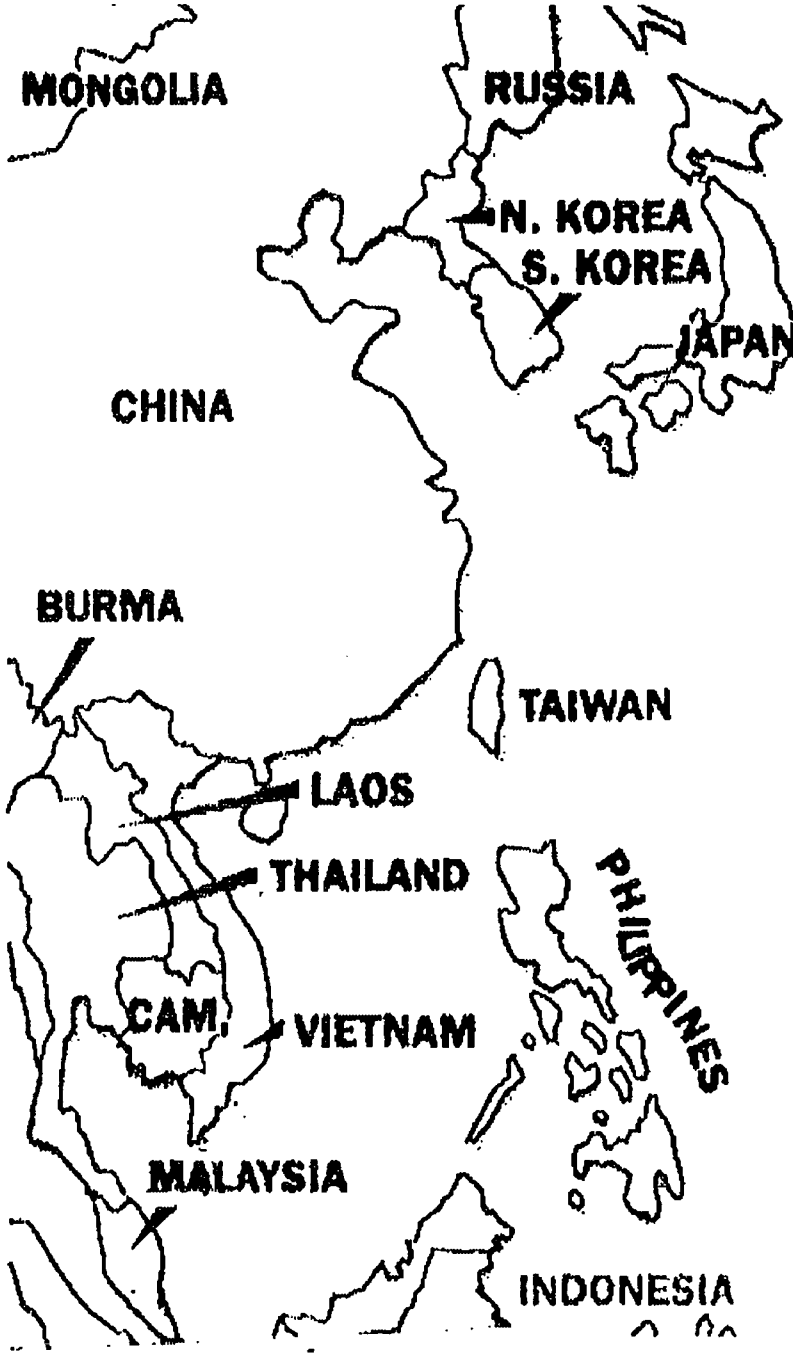 MONGOLIA
RUSSIA
N. KOREA
S. KOREA
JAPAN
CHINA
BURMA
TAIWAN
LAOS
THAILAND
PHILIPPINES
CAM.
VIETNAM
MALAYSIA
INDONESIA